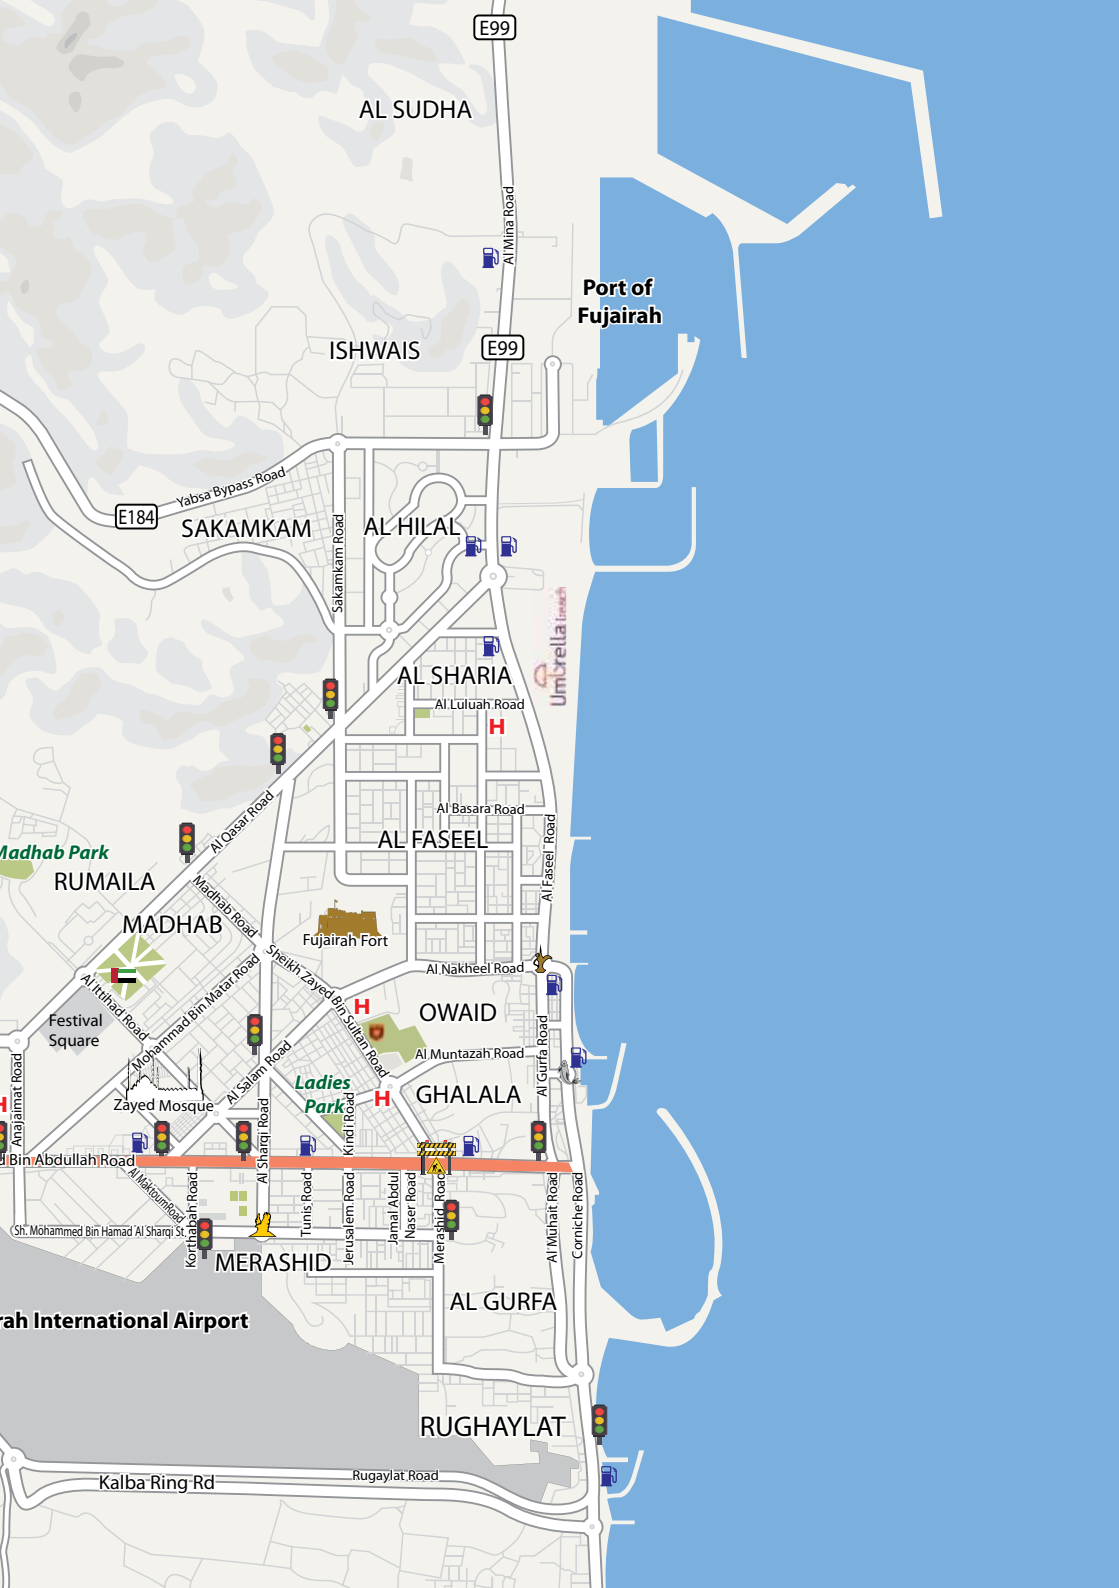 E99
AL SUDHA
Al Mina Road
Port of
Fujairah
E99
ISHWAIS
Yabsa Bypass Road
E184
SAKAMKAM
AL HILAL
Sakamkam Road
Umbrella beach
AL SHARIA
Al Luluah Road
H
Al Qasar Road
Al Basara Road
AL FASEEL
Al Faseel Road
Madhab Park
RUMAILA
Madhab Road
MADHAB
Fujairah Fort
Sheikh Zayed Bin Sultan Road
Al Nakheel Road
Al Ittihad Road
Mohammed Bin Matar Road
H
OWAID
Festival
Square
Al Gurfa Road
Al Muntazah Road
Al Salam Road
Ladies
Park
H
GHALALA
Zayed Mosque
H
Anajaimat Road
Al Sharqi Road
Kindi Road
d Bin Abdullah Road
Al Maktoum Road
Korthabah Road
Tunis Road
Jerusalem Road
Jamal Abdul
Naser Road
Merashid Road
Al Muhait Road
Corniche Road
Sh. Mohammed Bin Hamad Al Sharqi St.
MERASHID
AL GURFA
rah International Airport
RUGHAYLAT
Rugaylat Road
Kalba Ring Rd